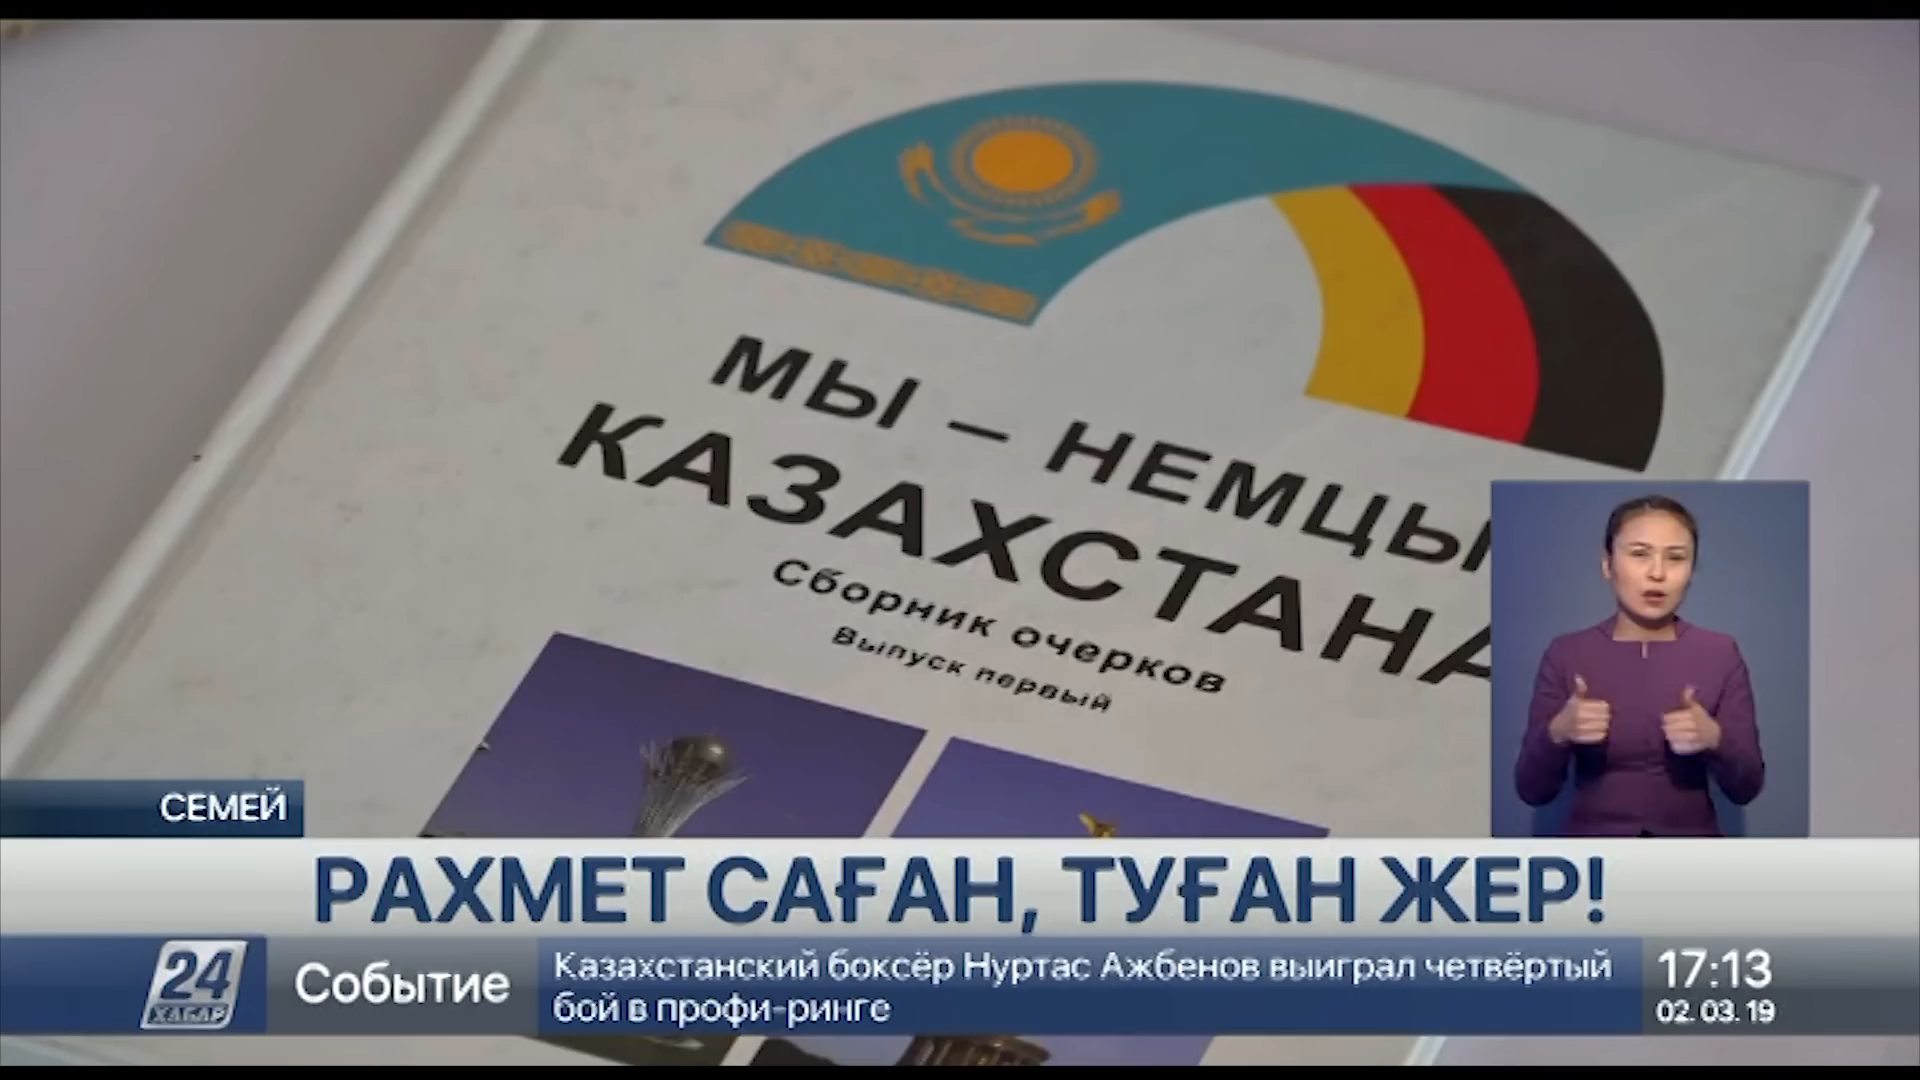 МЫ – НЕМЦЫ
КАЗАХСТАНА
Сборник очерков
Выпуск первый
СЕМЕЙ
РАХМЕТ САҒАН, ТУҒАН ЖЕР!
24
ХАБАР
Событие
Казахстанский боксёр Нуртас Ажбенов выиграл четвёртый
бой в профи-ринге
17:13
02.03.19